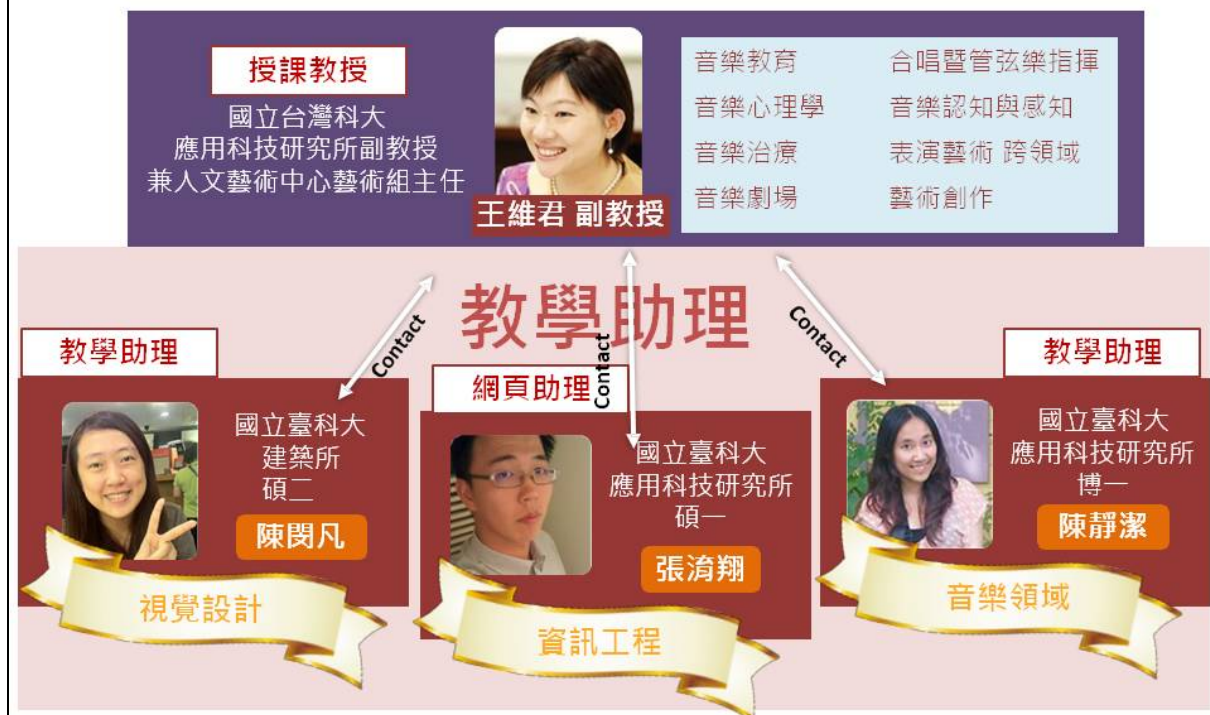 授課教授
國立台灣科大
應用科技研究所副教授
兼人文藝術中心藝術組主任
王維君 副教授
音樂教育 合唱暨管弦樂指揮
音樂心理學 音樂認知與感知
音樂治療 表演藝術 跨領域
音樂劇場 藝術創作
教學助理
Contact
Contact
Contact
教學助理
國立臺科大
建築所
碩二
陳閔凡
視覺設計
網頁助理
國立臺科大
應用科技研究所
碩一
張淯翔
資訊工程
教學助理
國立臺科大
應用科技研究所
博一
陳靜潔
音樂領域